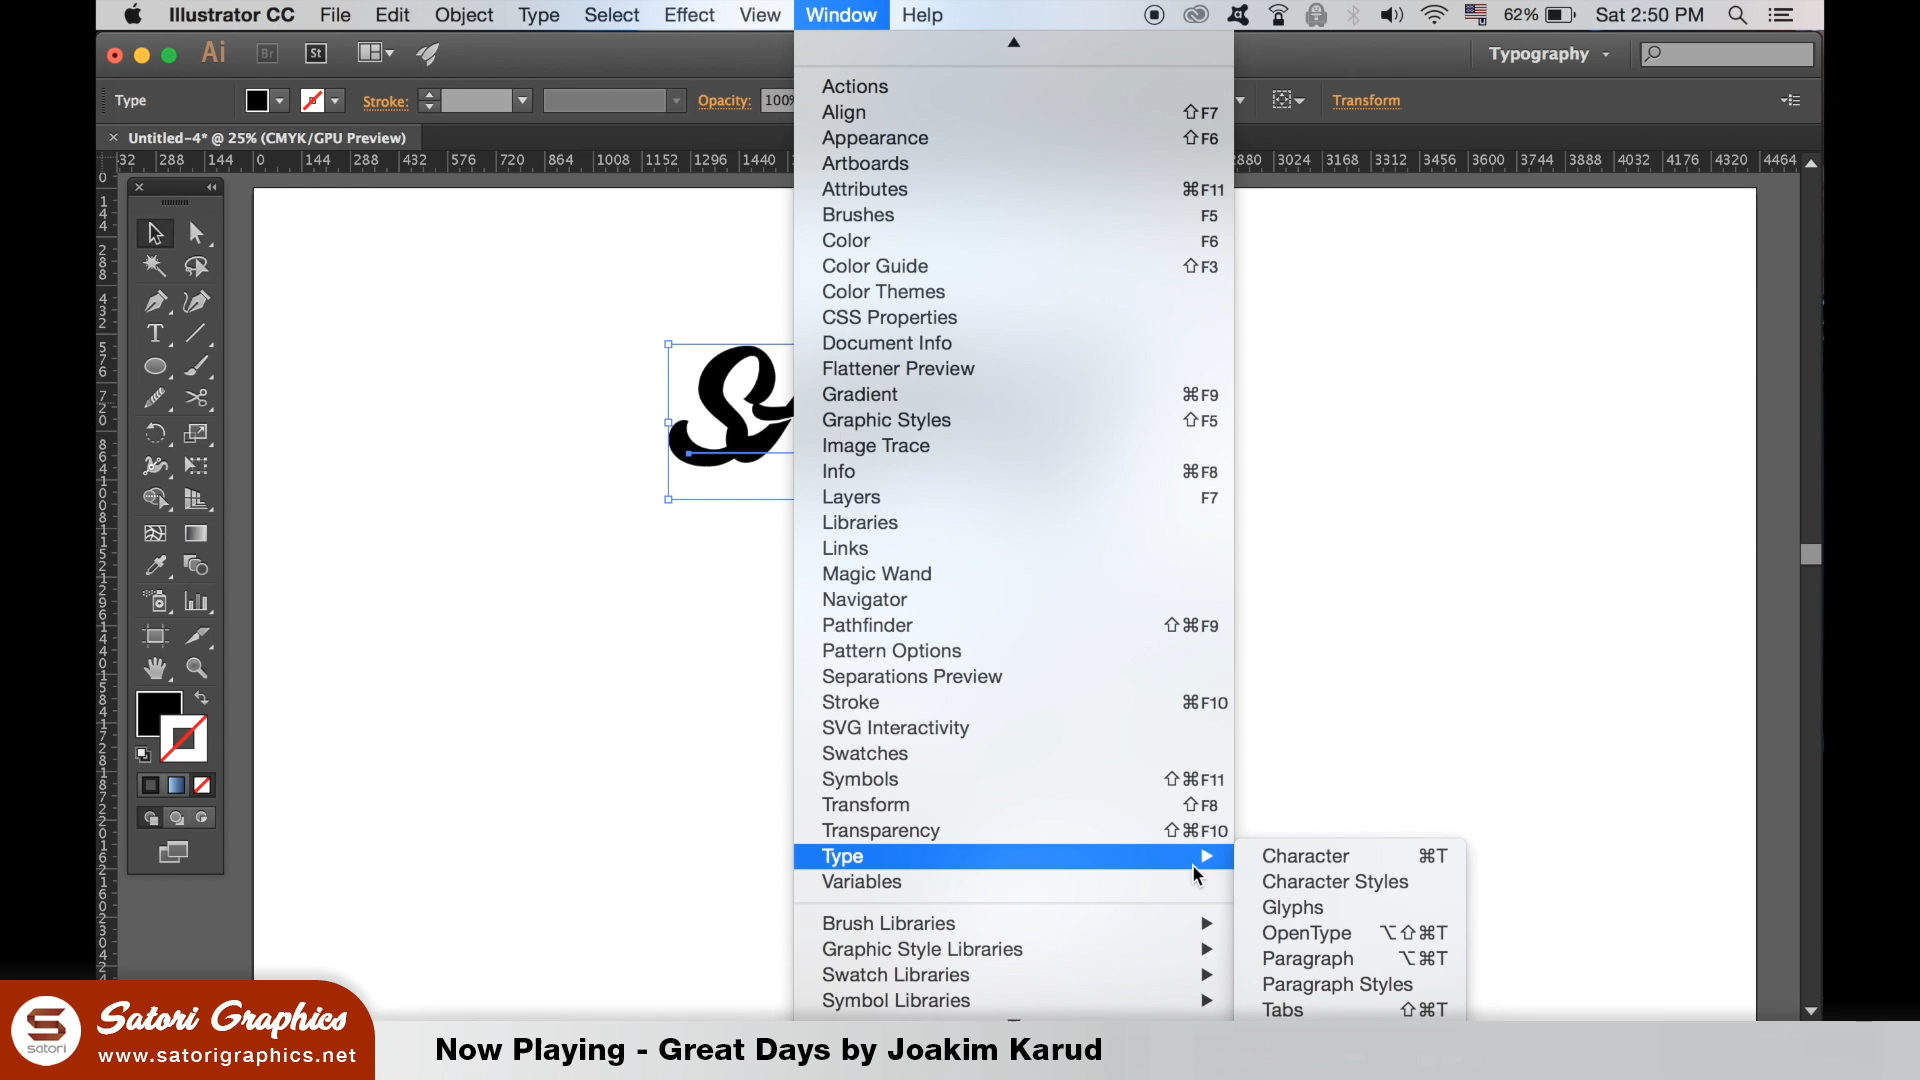 Illustrator CC File Edit Object Type Select Effect View Window Help 62% Sat 2:50 PM
Ai Br St Typography
Type Stroke: Opacity: 100% Transform
× Untitled-4* @ 25% (CMYK/GPU Preview)
32 288 144 0 144 288 432 576 720 864 1008 1152 1296 1440 880 3024 3168 3312 3456 3600 3744 3888 4032 4176 4320 4464
Actions
Align ⇧F7
Appearance ⇧F6
Artboards
Attributes ⌘F11
Brushes F5
Color F6
Color Guide ⇧F3
Color Themes
CSS Properties
Document Info
Flattener Preview
Gradient ⌘F9
Graphic Styles ⇧F5
Image Trace
Info ⌘F8
Layers F7
Libraries
Links
Magic Wand
Navigator
Pathfinder ⇧⌘F9
Pattern Options
Separations Preview
Stroke ⌘F10
SVG Interactivity
Swatches
Symbols ⇧⌘F11
Transform ⇧F8
Transparency ⇧⌘F10
Type
Variables
Brush Libraries
Graphic Style Libraries
Swatch Libraries
Symbol Libraries
Character ⌘T
Character Styles
Glyphs
OpenType ⌥⇧⌘T
Paragraph ⌥⌘T
Paragraph Styles
Tabs ⇧⌘T
S
satori
Satori Graphics
www.satorigraphics.net
Now Playing - Great Days by Joakim Karud